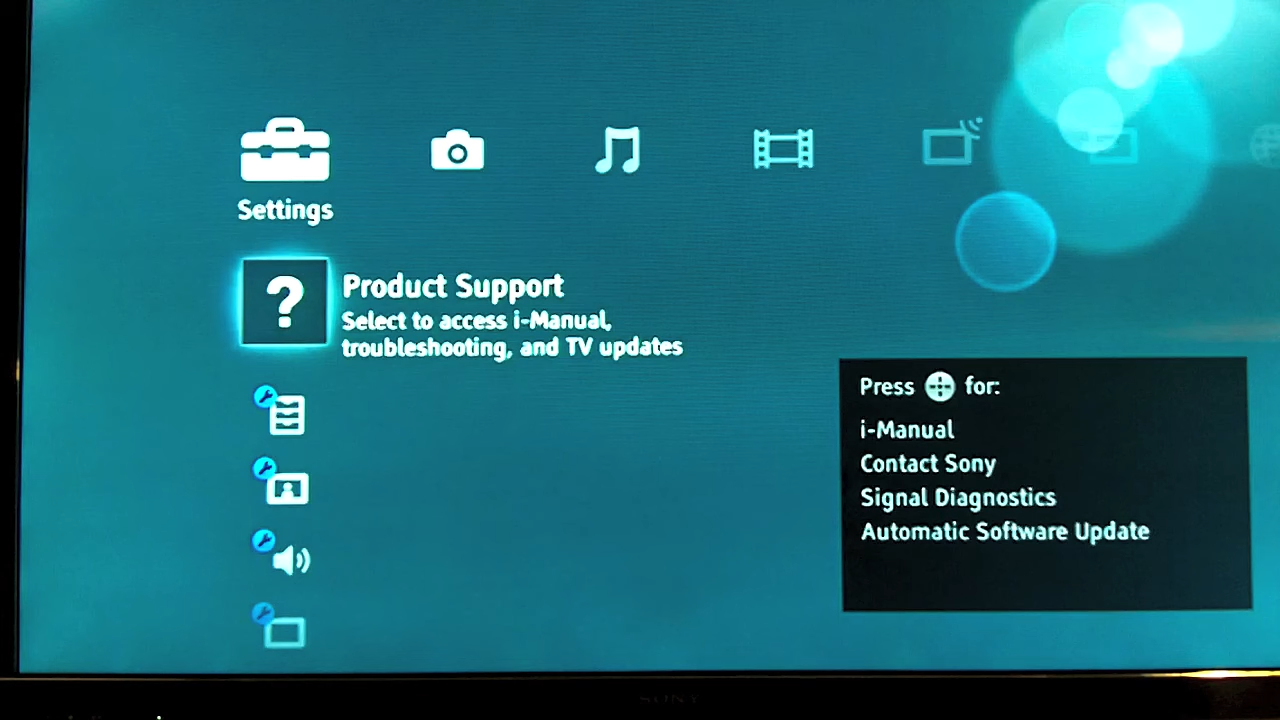 Settings
?
Product Support
Select to access i-Manual,
troubleshooting, and TV updates
Press for:
i-Manual
Contact Sony
Signal Diagnostics
Automatic Software Update
SONY